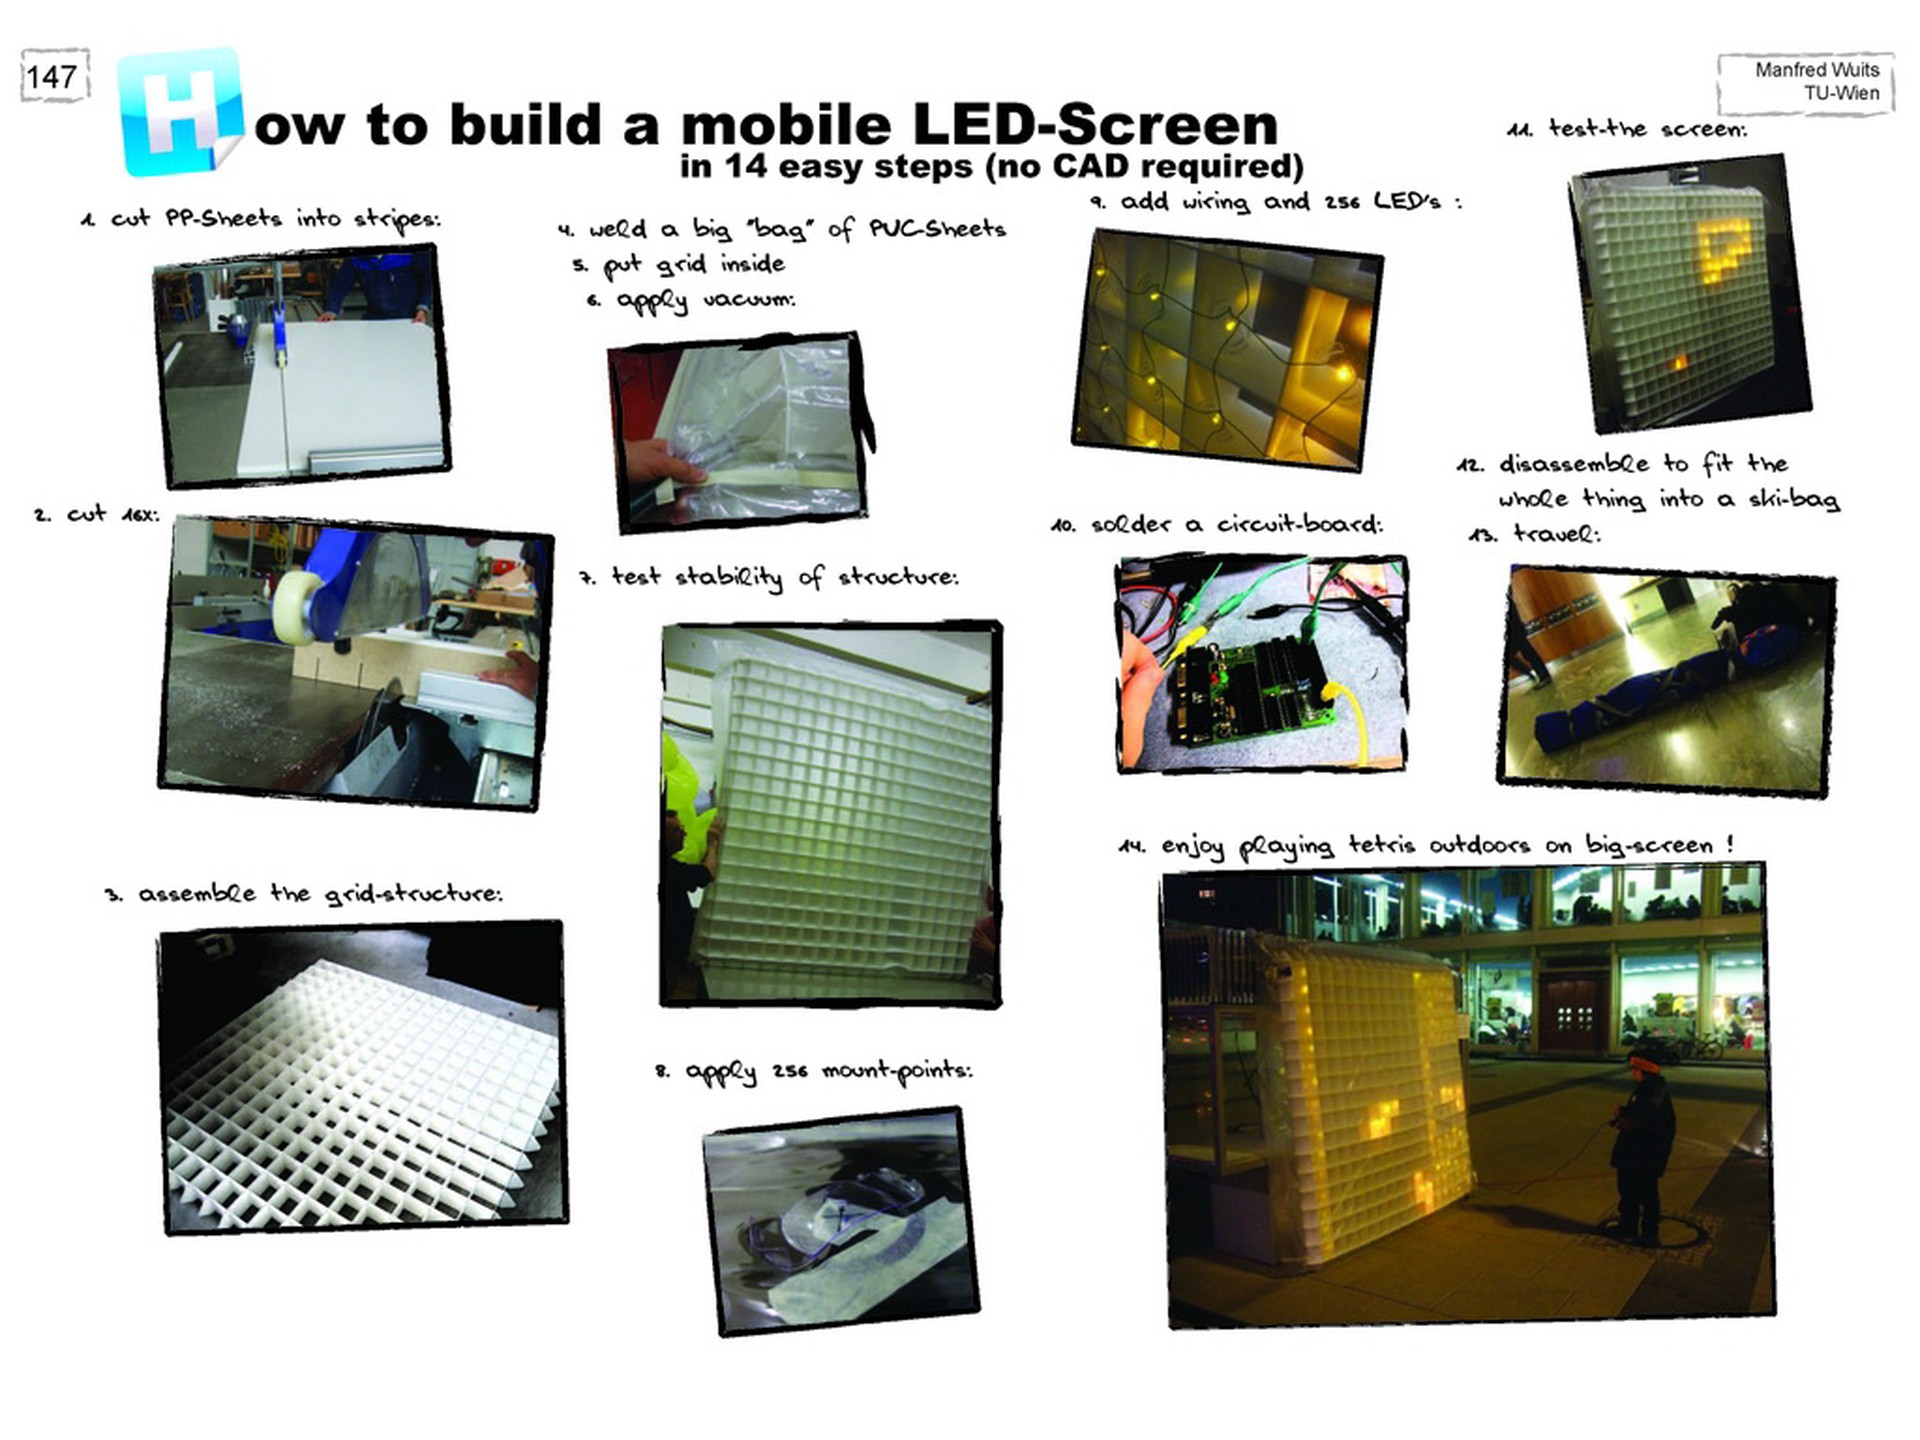 147
Manfred Wuits
TU-Wien
How to build a mobile LED-Screen
in 14 easy steps (no CAD required)
1. cut PP-Sheets into stripes:
2. cut 16x:
3. assemble the grid-structure:
4. weld a big "bag" of PVC-Sheets
5. put grid inside
6. apply vacuum:
7. test stability of structure:
8. apply 256 mount-points:
9. add wiring and 256 LED's :
10. solder a circuit-board:
11. test-the screen:
12. disassemble to fit the
whole thing into a ski-bag
13. travel:
14. enjoy playing tetris outdoors on big-screen !